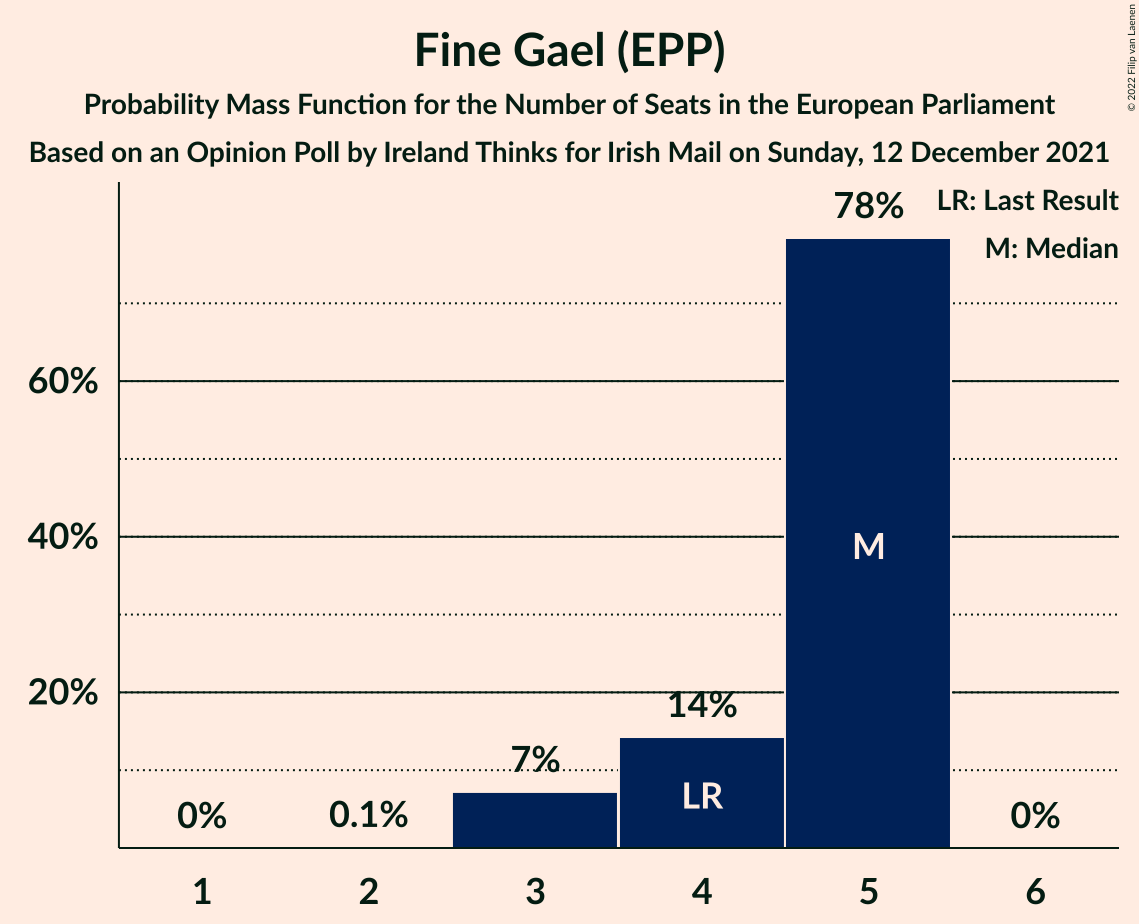 Fine Gael (EPP)
Probability Mass Function for the Number of Seats in the European Parliament
Based on an Opinion Poll by Ireland Thinks for Irish Mail on Sunday, 12 December 2021
© 2022 Filip van Laenen
LR: Last Result
M: Median
78%
60%
40%
20%
M
14%
7%
LR
0%
0.1%
0%
1
2
3
4
5
6